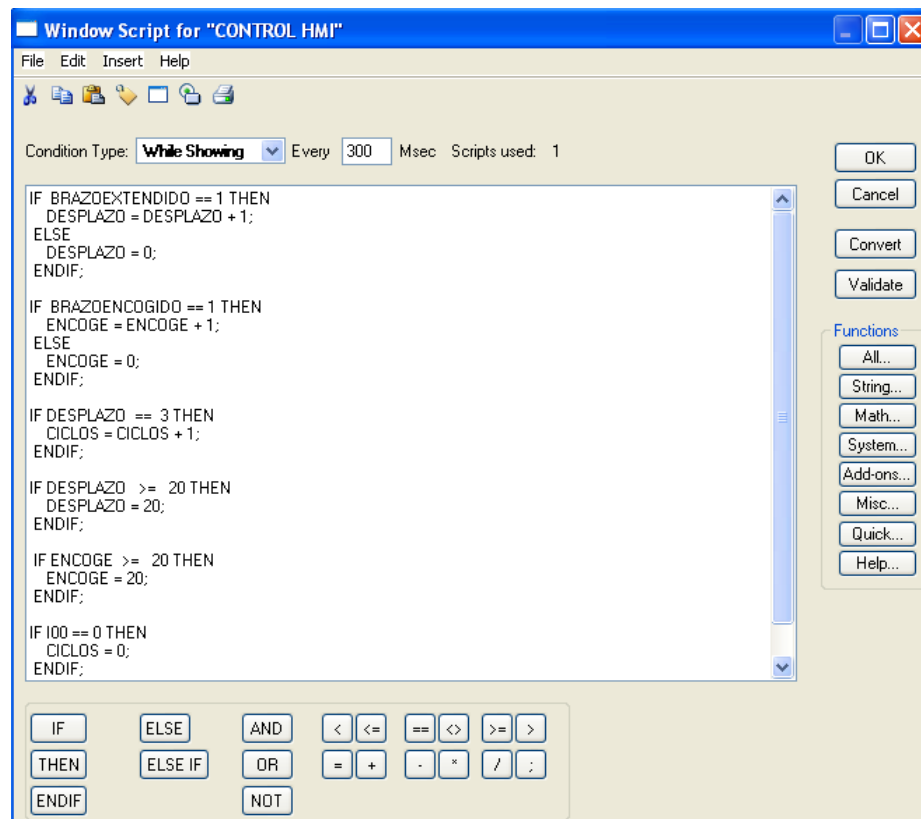 Window Script for "CONTROL HMI"
File Edit Insert Help
Condition Type: While Showing Every 300 Msec Scripts used: 1
OK
Cancel
Convert
Validate
IF BRAZOEXTENDIDO == 1 THEN
DESPLAZO = DESPLAZO + 1;
ELSE
DESPLAZO = 0;
ENDIF;
IF BRAZOENCOGIDO == 1 THEN
ENCOGE = ENCOGE + 1;
ELSE
ENCOGE = 0;
ENDIF;
IF DESPLAZO == 3 THEN
CICLOS = CICLOS + 1;
ENDIF;
IF DESPLAZO >= 20 THEN
DESPLAZO = 20;
ENDIF;
IF ENCOGE >= 20 THEN
ENCOGE = 20;
ENDIF;
IF I00 == 0 THEN
CICLOS = 0;
ENDIF;
Functions
All...
String...
Math...
System...
Add-ons...
Misc...
Quick...
Help...
IF ELSE AND < <= == <> >= >
THEN ELSE IF OR = + - * / ;
ENDIF NOT